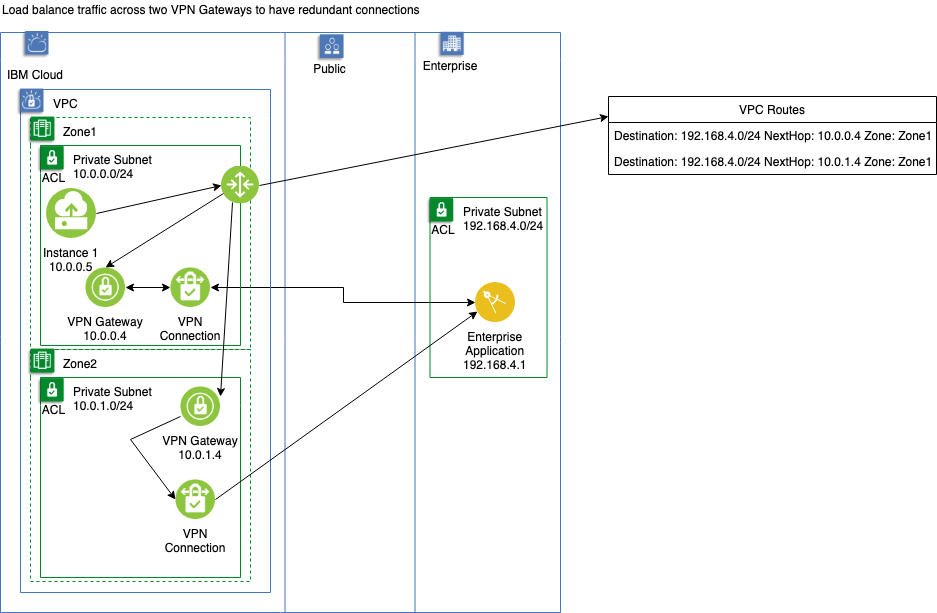 Load balance traffic across two VPN Gateways to have redundant connections
IBM Cloud
Public
Enterprise
VPC
Zone1
Private Subnet
10.0.0.0/24
ACL
Instance 1
10.0.0.5
VPN Gateway
10.0.0.4
VPN
Connection
Zone2
Private Subnet
10.0.1.0/24
ACL
VPN Gateway
10.0.1.4
VPN
Connection
Private Subnet
192.168.4.0/24
ACL
Enterprise
Application
192.168.4.1
VPC Routes
Destination: 192.168.4.0/24 NextHop: 10.0.0.4 Zone: Zone1
Destination: 192.168.4.0/24 NextHop: 10.0.1.4 Zone: Zone1